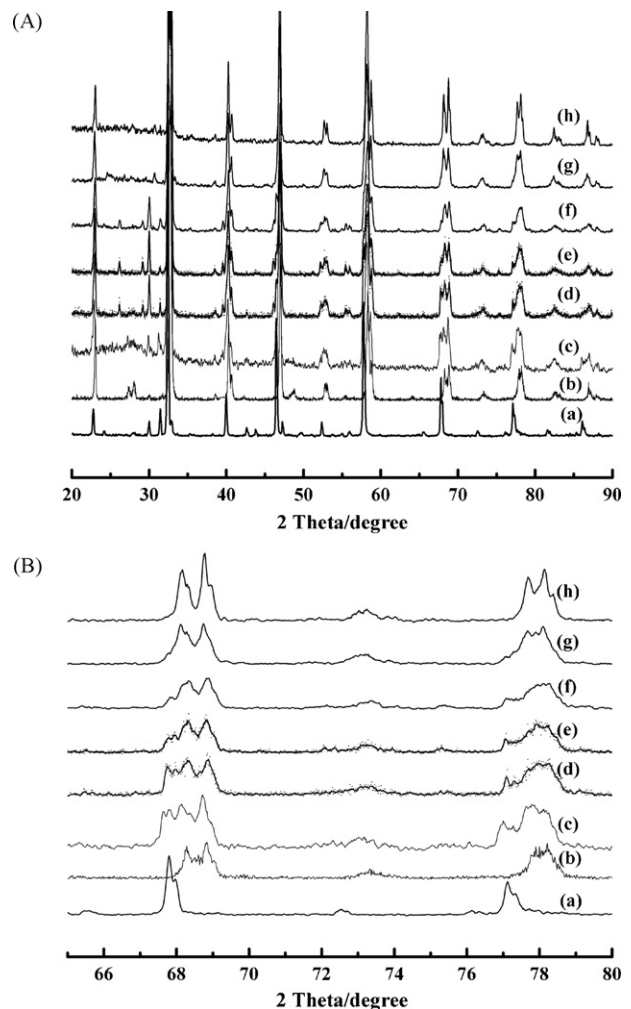 (A)
(h)
(g)
(f)
(e)
(d)
(c)
(b)
(a)
20 30 40 50 60 70 80 90
2 Theta/degree
(B)
(h)
(g)
(f)
(e)
(d)
(c)
(b)
(a)
66 68 70 72 74 76 78 80
2 Theta/degree